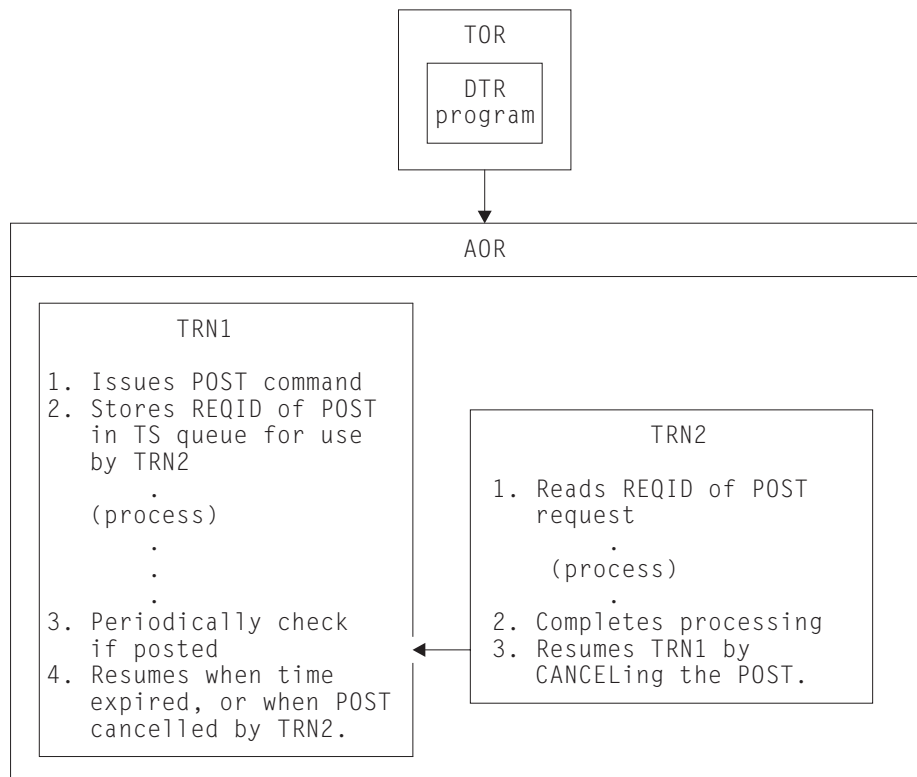 TOR
DTR
program
AOR
TRN1
1. Issues POST command
2. Stores REQID of POST
in TS queue for use
by TRN2
.
(process)
.
.
.
3. Periodically check
if posted
4. Resumes when time
expired, or when POST
cancelled by TRN2.
TRN2
1. Reads REQID of POST
request
.
(process)
.
2. Completes processing
3. Resumes TRN1 by
CANCELing the POST.